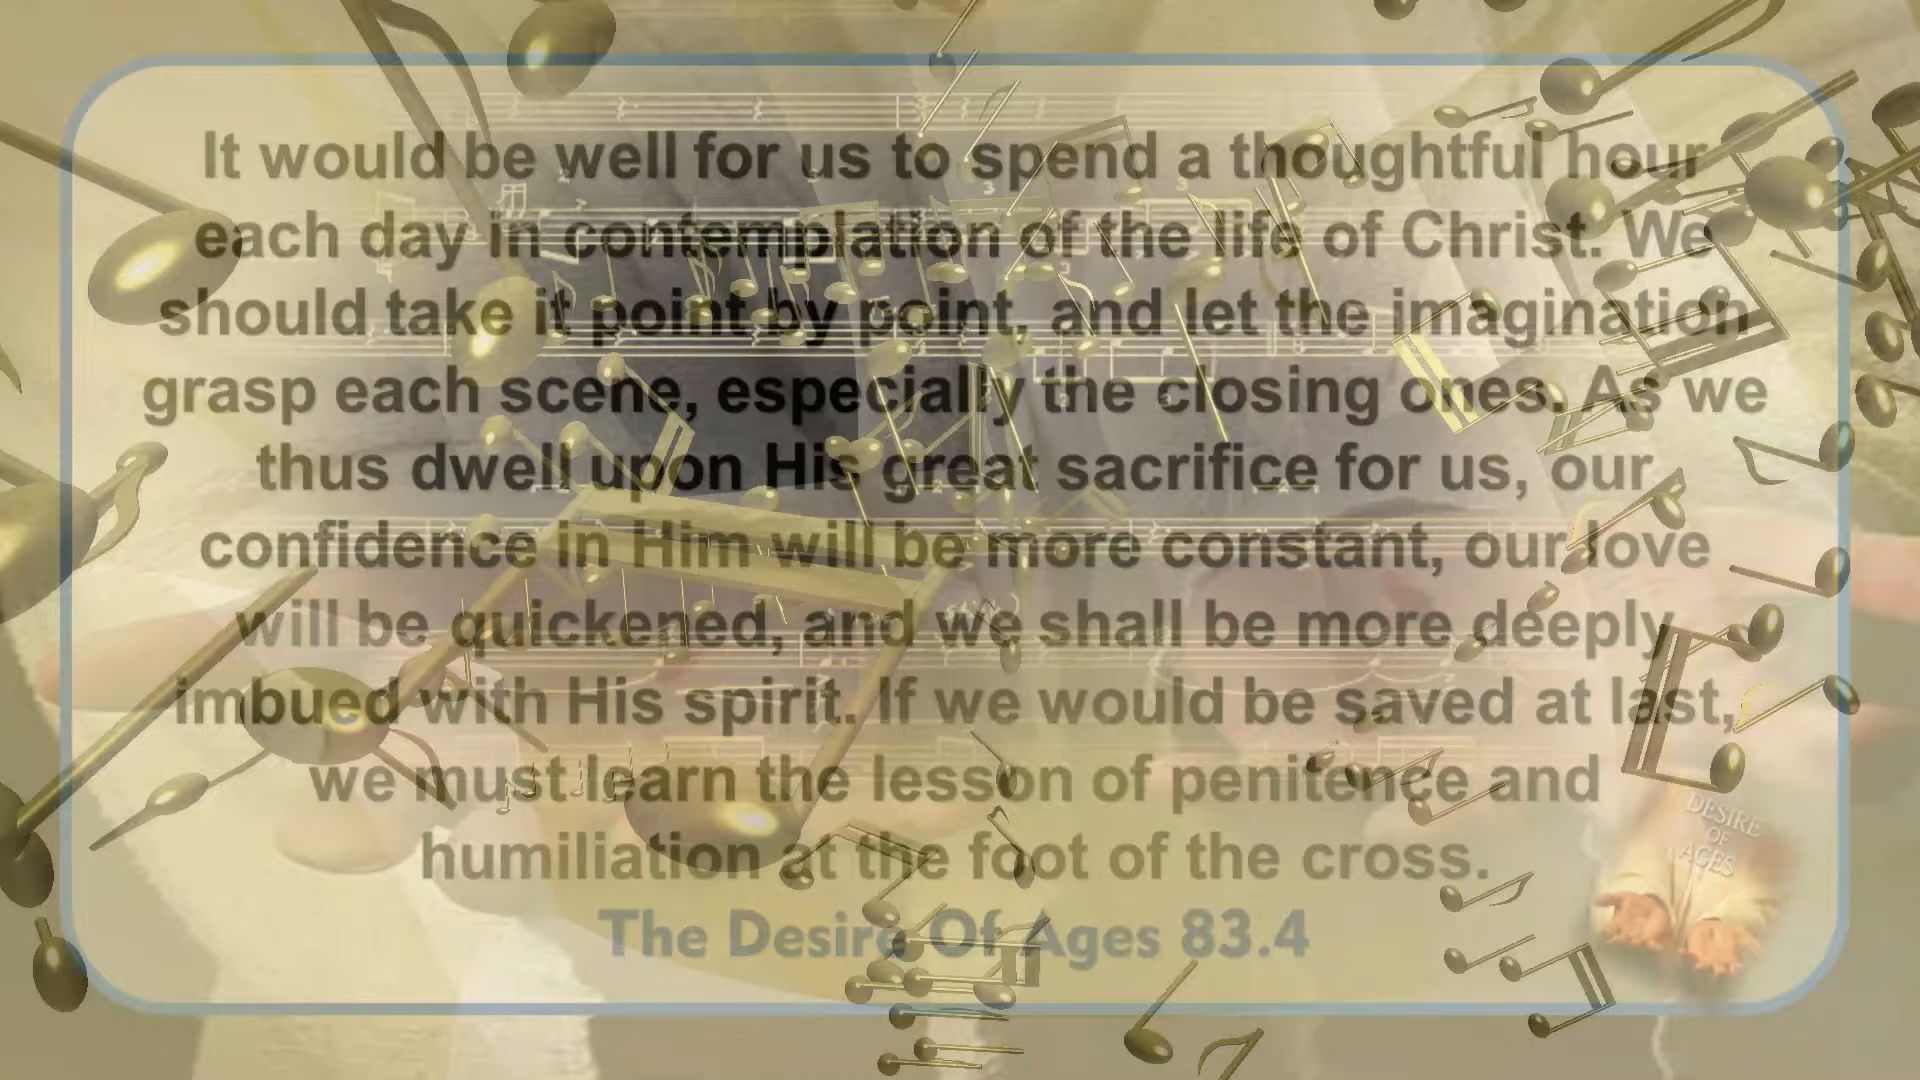 It would be well for us to spend a thoughtful hour
each day in contemplation of the life of Christ. We
should take it point by point, and let the imagination
grasp each scene, especially the closing ones. As we
thus dwell upon His great sacrifice for us, our
confidence in Him will be more constant, our love
will be quickened, and we shall be more deeply
imbued with His spirit. If we would be saved at last,
we must learn the lesson of penitence and
humiliation at the foot of the cross.
The Desire Of Ages 83.4
DESIRE
OF
AGES